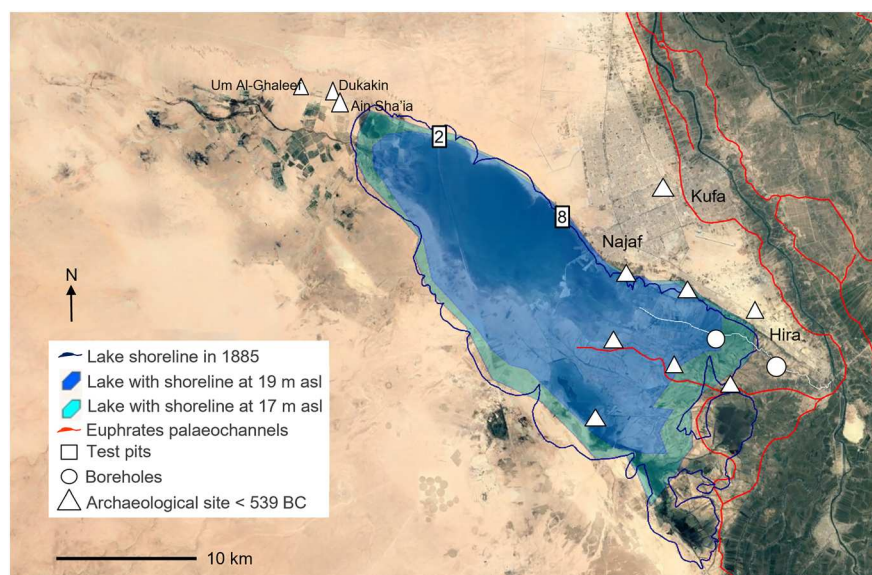 Um Al-Ghaleef
Dukakin
Ain Sha'ia
2
8
Kufa
Najaf
Hira
N
Lake shoreline in 1885
Lake with shoreline at 19 m asl
Lake with shoreline at 17 m asl
Euphrates palaeochannels
Test pits
Boreholes
Archaeological site < 539 BC
10 km